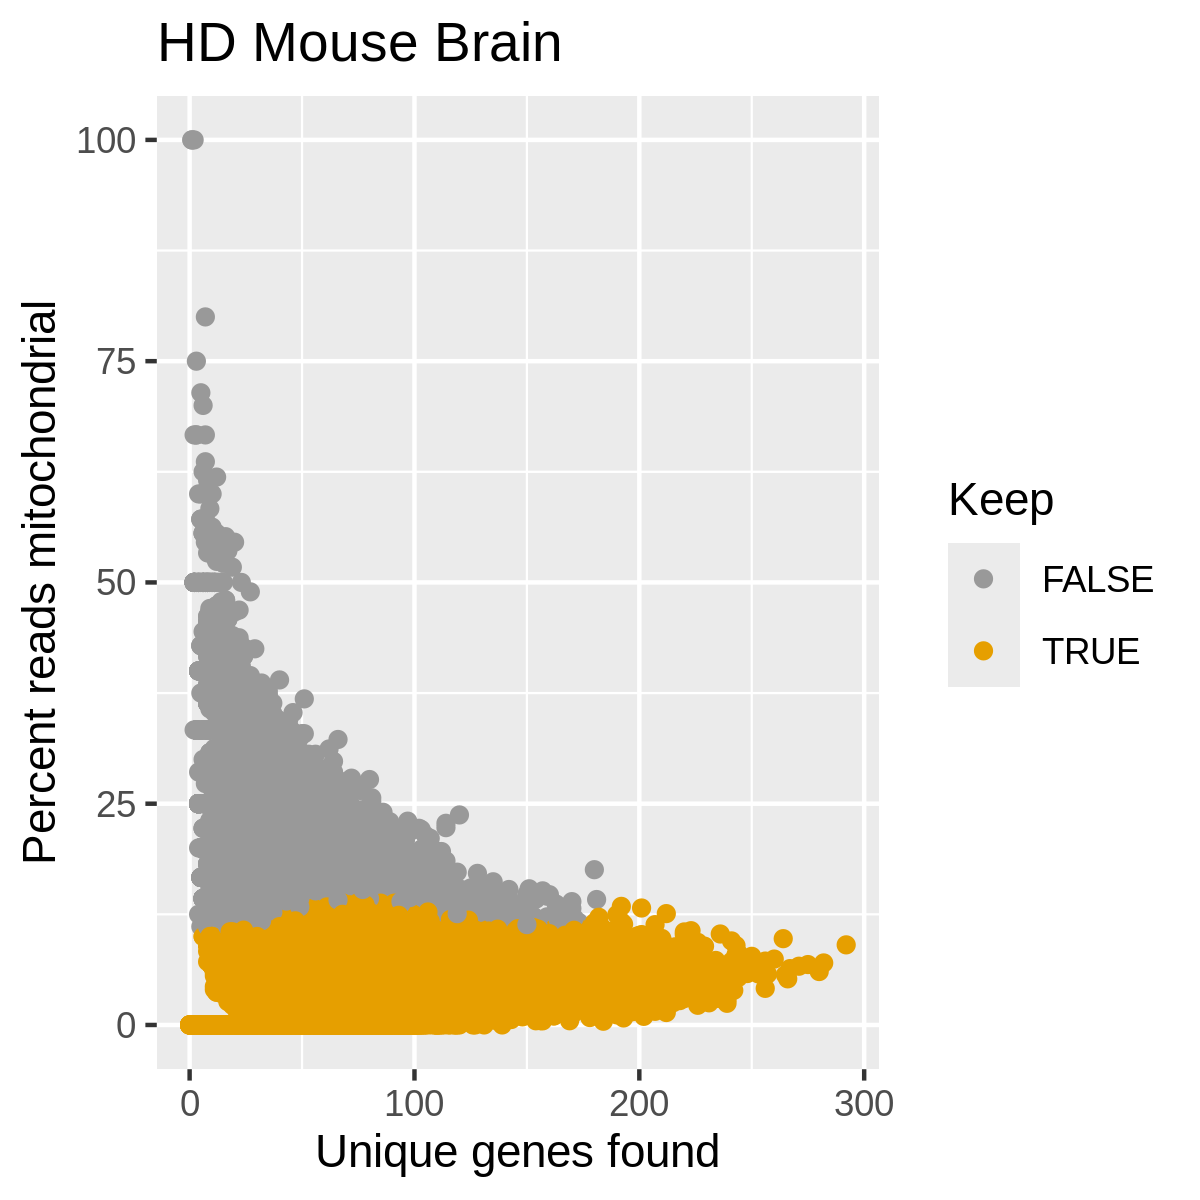 HD Mouse Brain
Percent reads mitochondrial
100
75
50
25
0
0 100 200 300
Unique genes found
Keep
FALSE
TRUE